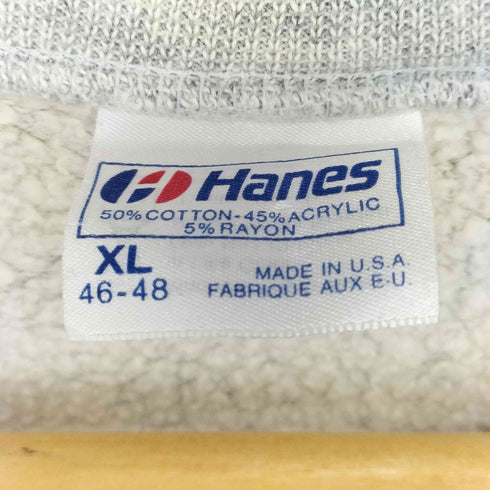 Hanes
50% COTTON-45% ACRYLIC
5% RAYON
XL
46-48
MADE IN U.S.A.
FABRIQUE AUX E-U.